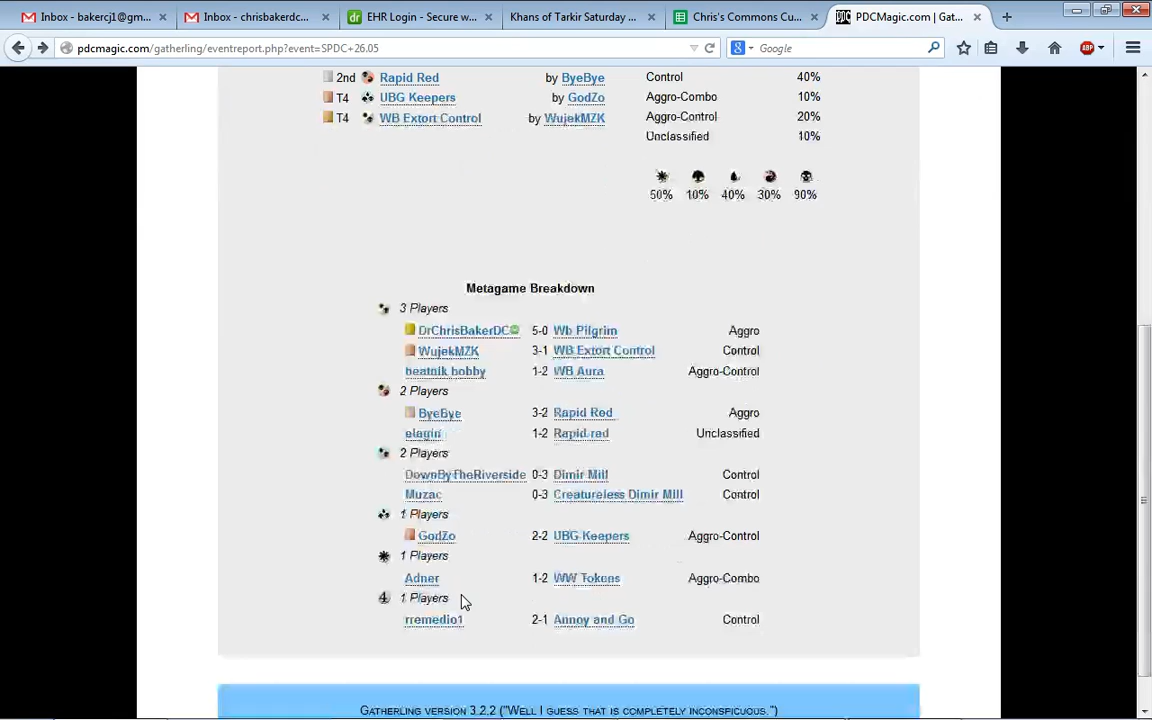 Inbox - bakercj1@gm... Inbox - chrisbakerdc... EHR Login - Secure w... Khans of Tarkir Saturday ... Chris's Commons Cu... PDCMagic.com | Gat...
pdcmagic.com/gatherling/eventreport.php?event=SPDC+26.05 Google ABP
2nd Rapid Red by ByeBye Control 40%
T4 UBG Keepers by GodZo Aggro-Combo 10%
T4 WB Extort Control by WujekMZK Aggro-Control 20%
Unclassified 10%
50% 10% 40% 30% 90%
Metagame Breakdown
3 Players
DrChrisBakerDC 5-0 Wb Pilgrim Aggro
WujekMZK 3-1 WB Extort Control Control
beatnik bobby 1-2 WB Aura Aggro-Control
2 Players
ByeBye 3-2 Rapid Red Aggro
elagin 1-2 Rapid red Unclassified
2 Players
DownByTheRiverside 0-3 Dimir Mill Control
Muzac 0-3 Creatureless Dimir Mill Control
1 Players
GodZo 2-2 UBG Keepers Aggro-Control
1 Players
Adner 1-2 WW Tokens Aggro-Combo
4 1 Players
rremedio1 2-1 Annoy and Go Control
Gatherling version 3.2.2 ("Well I guess that is completely inconspicuous.")